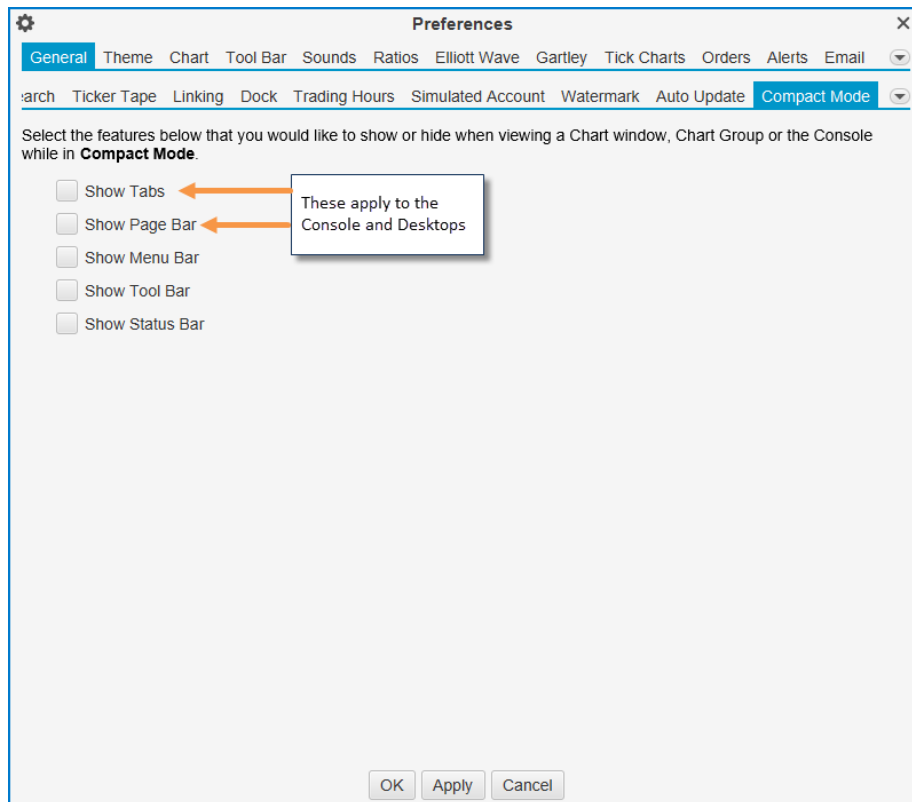 Preferences
General Theme Chart Tool Bar Sounds Ratios Elliott Wave Gartley Tick Charts Orders Alerts Email
arch Ticker Tape Linking Dock Trading Hours Simulated Account Watermark Auto Update Compact Mode
Select the features below that you would like to show or hide when viewing a Chart window, Chart Group or the Console
while in Compact Mode.
Show Tabs
These apply to the
Console and Desktops
Show Page Bar
Show Menu Bar
Show Tool Bar
Show Status Bar
OK Apply Cancel